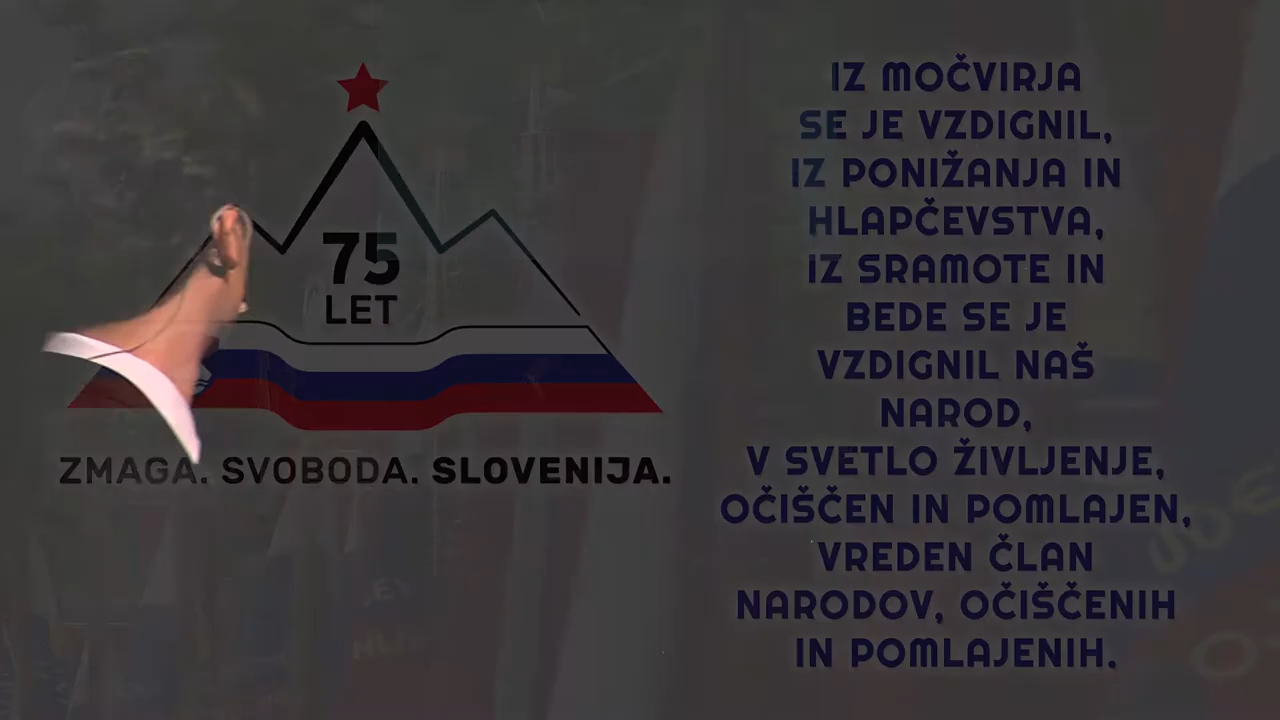 75
LET
ZMAGA. SVOBODA. SLOVENIJA.
IZ MOČVIRJA
SE JE VZDIGNIL,
IZ PONIŽANJA IN
HLAPČEVSTVA,
IZ SRAMOTE IN
BEDE SE JE
VZDIGNIL NAŠ
NAROD,
V SVETLO ŽIVLJENJE,
OČIŠČEN IN POMLAJEN,
VREDEN ČLAN
NARODOV, OČIŠČENIH
IN POMLAJENIH.